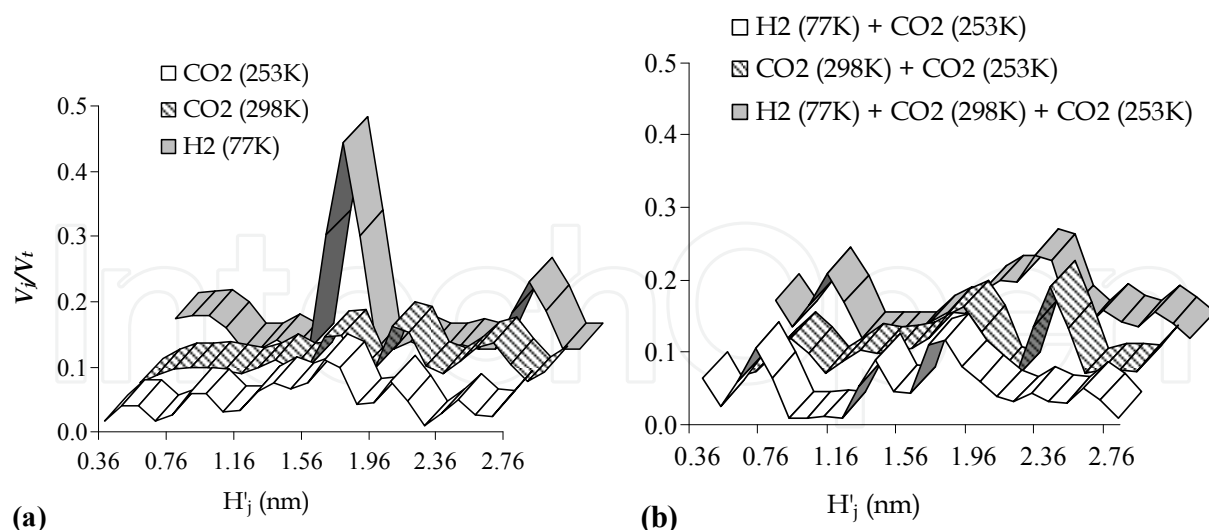 CO2 (253K)
CO2 (298K)
H2 (77K)
0.5
0.4
0.3
0.2
0.1
0.0
Vj/Vt
0.36 0.76 1.16 1.56 1.96 2.36 2.76
H'j (nm)
(a)
H2 (77K) + CO2 (253K)
CO2 (298K) + CO2 (253K)
H2 (77K) + CO2 (298K) + CO2 (253K)
0.5
0.4
0.3
0.2
0.1
0.0
0.36 0.76 1.16 1.56 1.96 2.36 2.76
H'j (nm)
(b)
IntechOpen